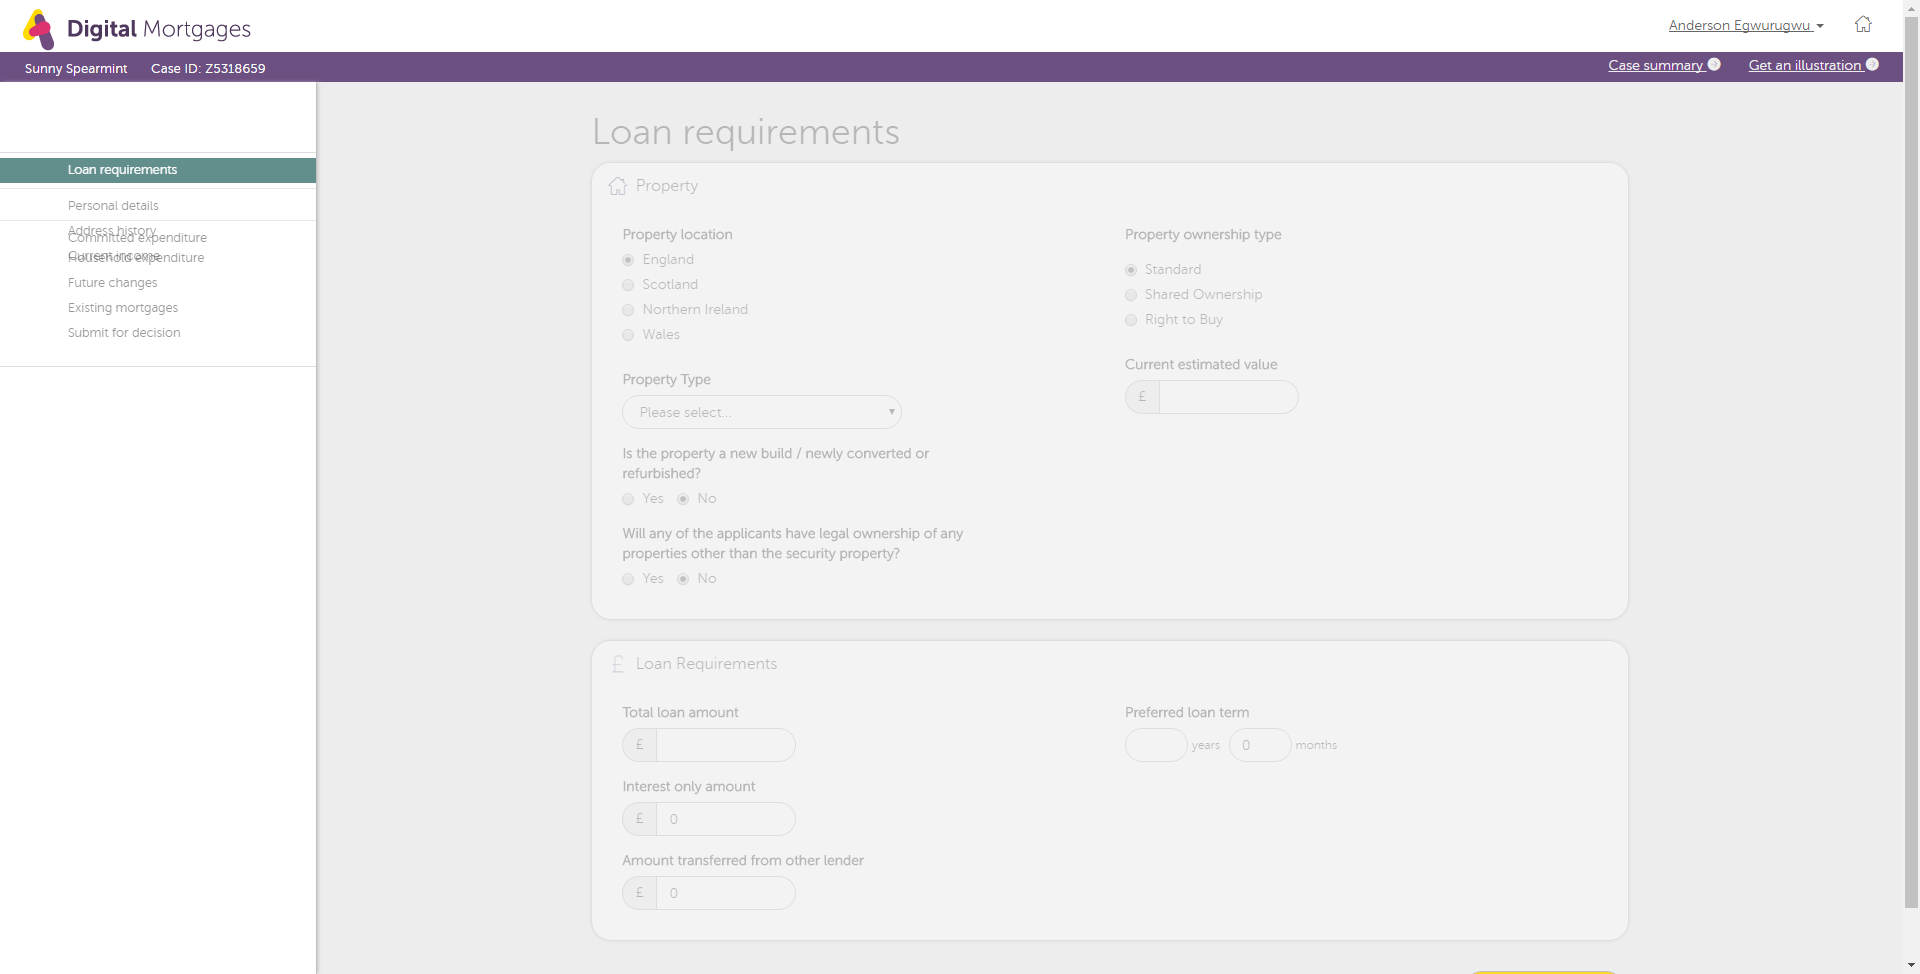 Digital Mortgages
Anderson Egwurugwu
Sunny Spearmint
Case ID: Z5318659
Case summary
Get an illustration
Loan requirements
Personal details
Address history
Committed expenditure
Current income
Household expenditure
Future changes
Existing mortgages
Submit for decision
Loan requirements
Property
Property location
England
Scotland
Northern Ireland
Wales
Property Type
Please select...
Is the property a new build / newly converted or
refurbished?
Yes No
Will any of the applicants have legal ownership of any
properties other than the security property?
Yes No
Property ownership type
Standard
Shared Ownership
Right to Buy
Current estimated value
£
£ Loan Requirements
Total loan amount
£
Interest only amount
£ 0
Amount transferred from other lender
£ 0
Preferred loan term
years 0 months